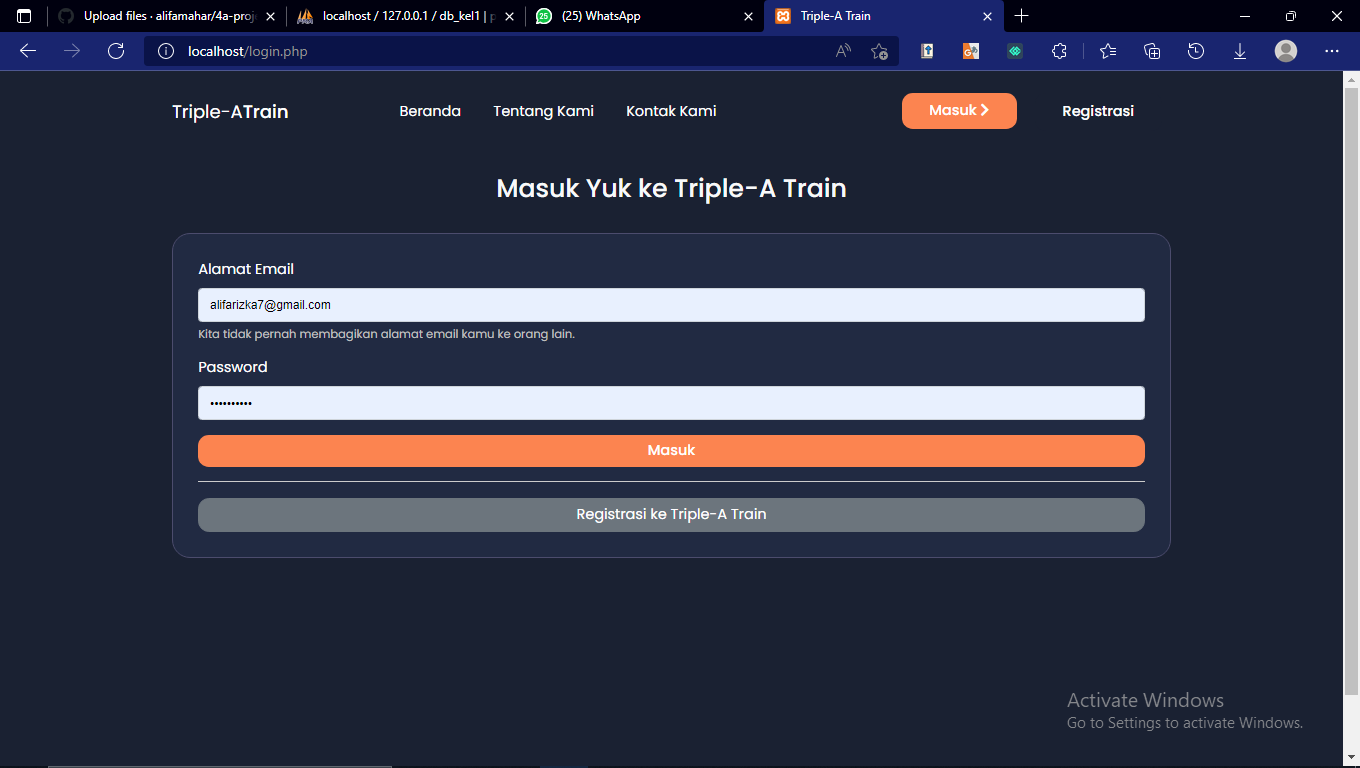 Upload files · alifamahar/4a-proj
localhost / 127.0.0.1 / db_kel1 | p
25 (25) WhatsApp
Triple-A Train
localhost/login.php
Triple-ATrain Beranda Tentang Kami Kontak Kami Masuk Registrasi
Masuk Yuk ke Triple-A Train
Alamat Email
alifarizka7@gmail.com
Kita tidak pernah membagikan alamat email kamu ke orang lain.
Password
••••••••••
Masuk
Registrasi ke Triple-A Train
Activate Windows
Go to Settings to activate Windows.